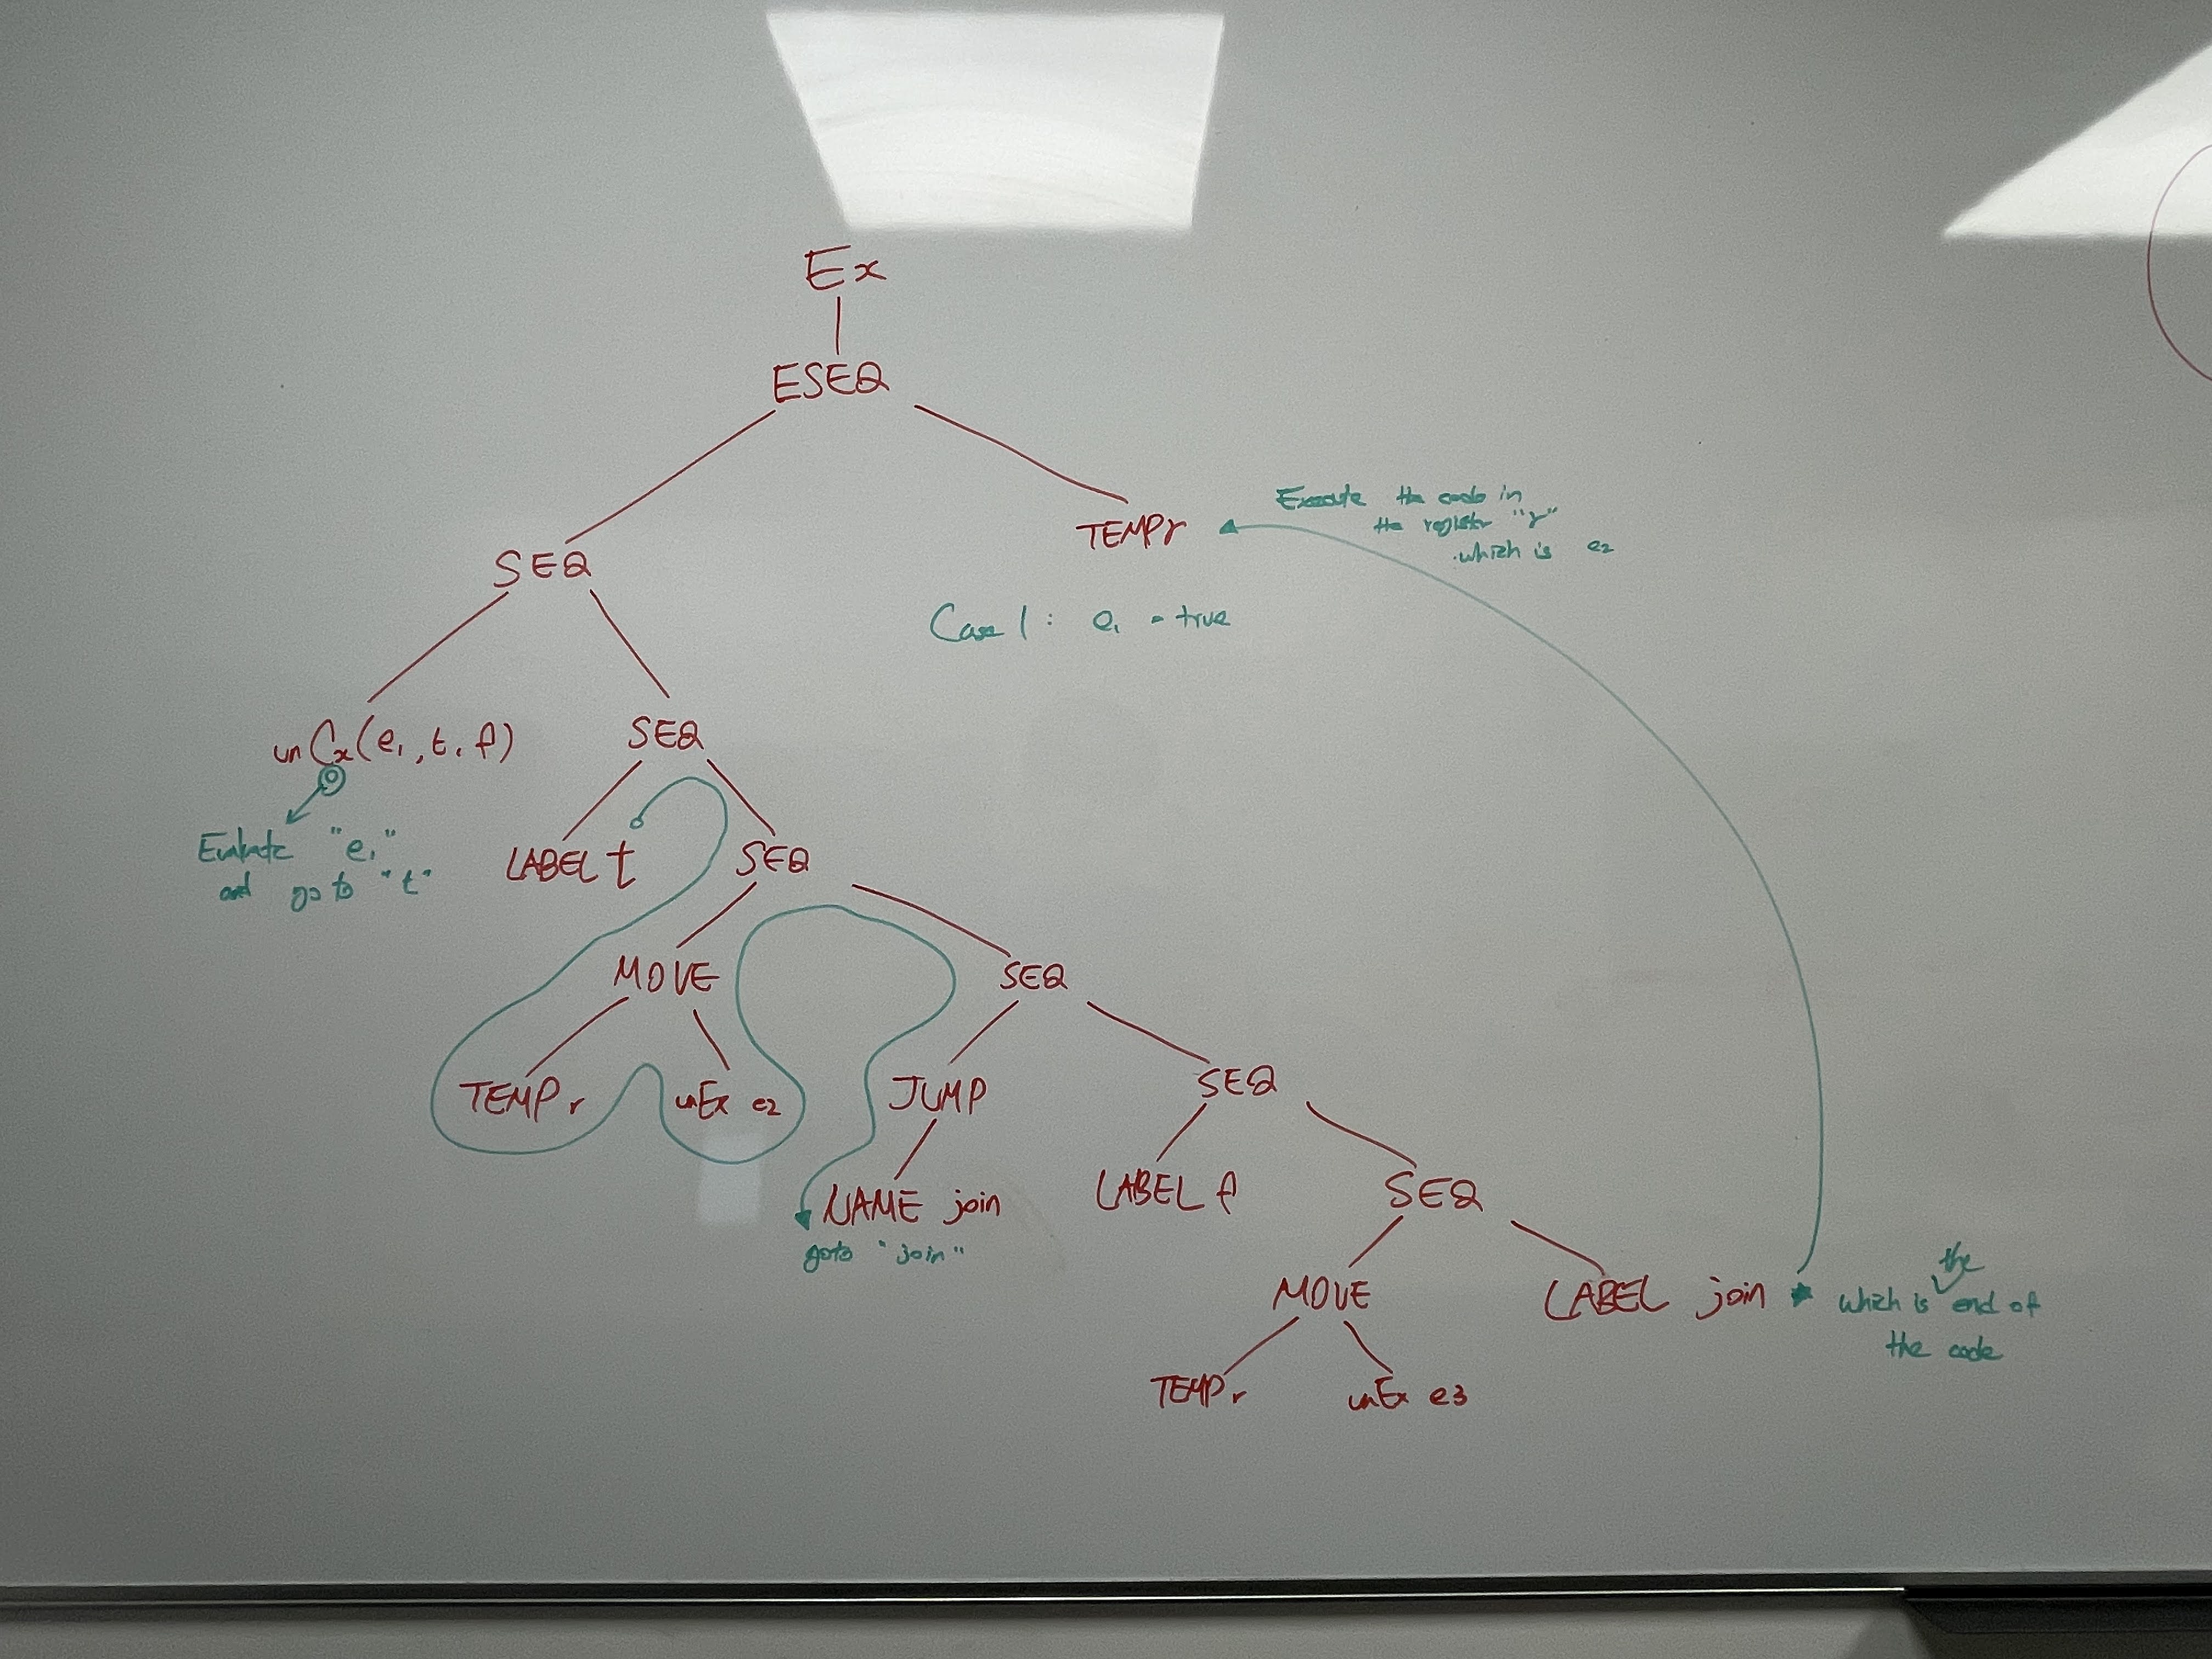 Ex
ESEQ
SEQ
TEMP r
Execute the code in
the register "r"
which is e2
Case 1: e1 = true
unCx(e1, t, f)
SEQ
Evaluate "e1"
and go to "t"
LABEL t
SEQ
MOVE
SEQ
TEMP r
unEx e2
JUMP
SEQ
NAME join
goto "join"
LABEL f
SEQ
MOVE
LABEL join
which is the end of
the code
TEMP r
unEx e3